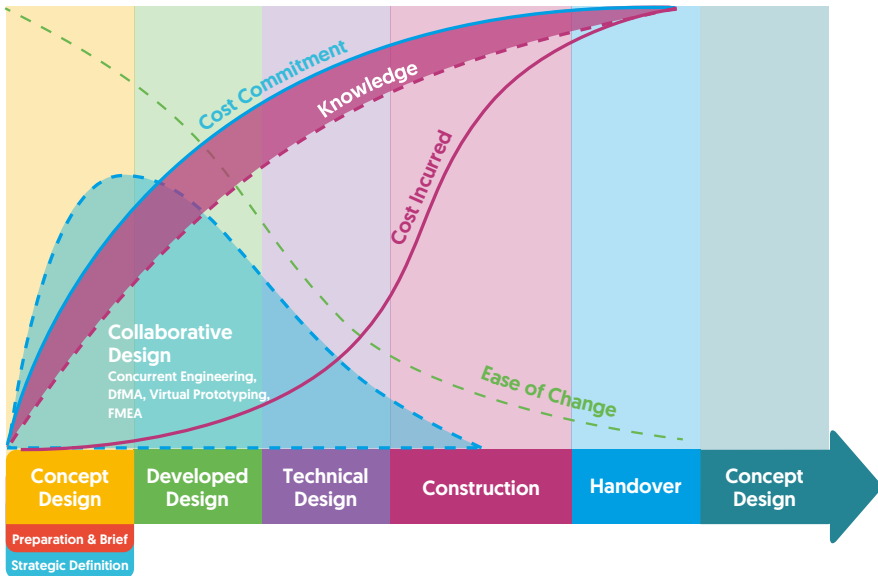 Cost Commitment
Knowledge
Cost Incurred
Collaborative
Design
Concurrent Engineering,
DfMA, Virtual Prototyping,
FMEA
Ease of Change
Concept
Design
Developed
Design
Technical
Design
Construction
Handover
Concept
Design
Preparation & Brief
Strategic Definition